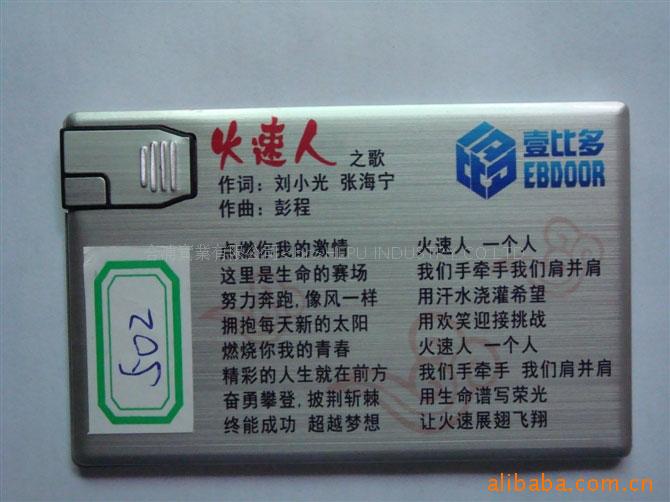 火速人 之歌
作词:刘小光 张海宁
作曲:彭程
壹比多
EBDOOR
点燃你我的激情
这里是生命的赛场
努力奔跑,像风一样
拥抱每天新的太阳
燃烧你我的青春
精彩的人生就在前方
奋勇攀登,披荆斩棘
终能成功 超越梦想
火速人 一个人
我们手牵手我们肩并肩
用汗水浇灌希望
用欢笑迎接挑战
火速人 一个人
我们手牵手 我们肩并肩
用生命谱写荣光
让火速展翅飞翔
502
alibaba.com.cn